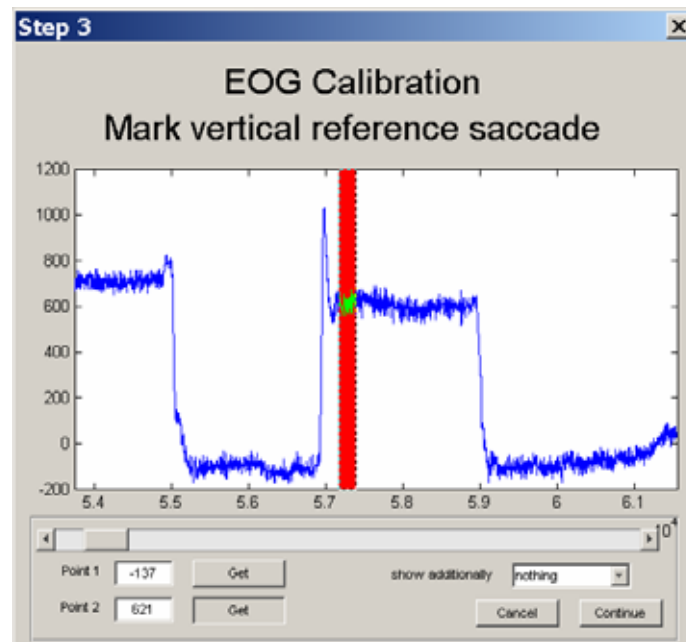 Step 3
EOG Calibration
Mark vertical reference saccade
1200
1000
800
600
400
200
0
-200
5.4 5.5 5.6 5.7 5.8 5.9 6 6.1
10^4
Point 1 -137 Get show additionally nothing
Point 2 621 Get Cancel Continue